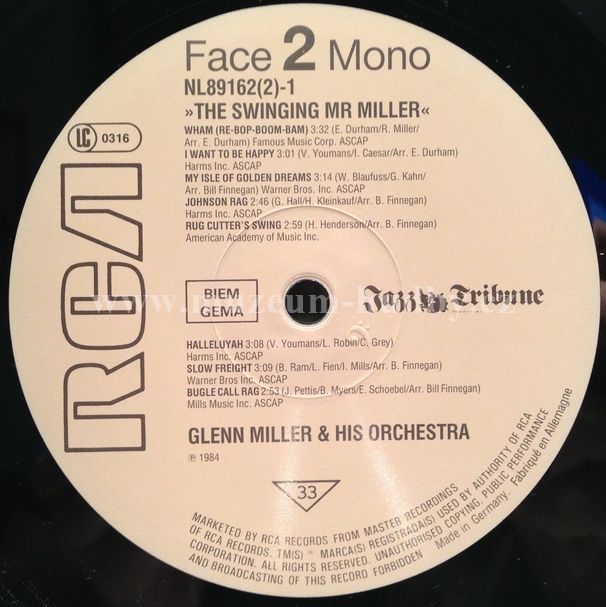 Face 2 Mono
NL89162(2)-1
»THE SWINGING MR MILLER«
LC 0316
WHAM (RE-BOP-BOOM-BAM) 3:32 (E. Durham/R. Miller/
Arr. E. Durham) Famous Music Corp. ASCAP
I WANT TO BE HAPPY 3:01 (V. Youmans/I. Caesar/Arr. E. Durham)
Harms Inc. ASCAP
MY ISLE OF GOLDEN DREAMS 3:14 (W. Blaufuss/G. Kahn/
Arr. Bill Finnegan) Warner Bros. Inc. ASCAP
JOHNSON RAG 2:46 (G. Hall/H. Kleinkauf/Arr. B. Finnegan)
Harms Inc. ASCAP
RUG CUTTER'S SWING 2:59 (H. Henderson/Arr. B. Finnegan)
American Academy of Music Inc.
RCA
BIEM
GEMA
Jazz Tribune
HALLELUYAH 3:08 (V. Youmans/L. Robin/C. Grey)
Harms Inc. ASCAP
SLOW FREIGHT 3:09 (B. Ram/L. Fien/I. Mills/Arr. B. Finnegan)
Warner Bros Inc. ASCAP
BUGLE CALL RAG 2:53 (J. Pettis/B. Myers/E. Schoebel/Arr. Bill Finnegan)
Mills Music Inc. ASCAP
GLENN MILLER & HIS ORCHESTRA
℗ 1984
33
MARKETED BY RCA RECORDS FROM MASTER RECORDINGS
OF RCA RECORDS. TM(S) ® MARCA(S) REGISTRADA(S) USED BY AUTHORITY OF RCA
CORPORATION. ALL RIGHTS RESERVED. UNAUTHORISED COPYING, PUBLIC PERFORMANCE
AND BROADCASTING OF THIS RECORD FORBIDDEN
Made in Germany. Fabriqué en Allemagne